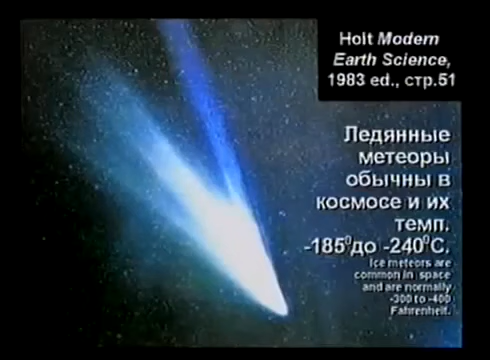 Holt Modern
Earth Science,
1983 ed., стр.51
Ледянные
метеоры
обычны в
космосе и их
темп.
-185⁰до -240⁰С.
Ice meteors are
common in space
and are normally
-300 to -400
Fahrenheit.